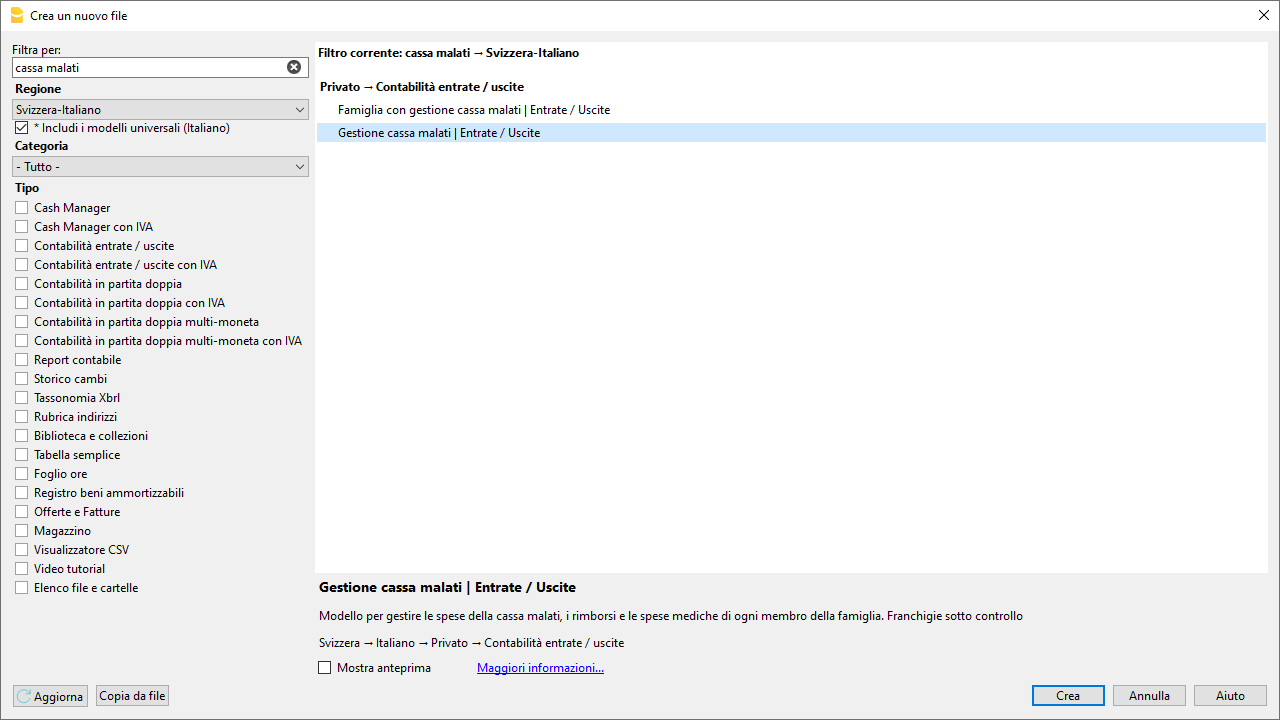 Crea un nuovo file
Filtra per:
cassa malati
Regione
Svizzera-Italiano
* Includi i modelli universali (Italiano)
Categoria
- Tutto -
Tipo
Cash Manager
Cash Manager con IVA
Contabilità entrate / uscite
Contabilità entrate / uscite con IVA
Contabilità in partita doppia
Contabilità in partita doppia con IVA
Contabilità in partita doppia multi-moneta
Contabilità in partita doppia multi-moneta con IVA
Report contabile
Storico cambi
Tassonomia Xbrl
Rubrica indirizzi
Biblioteca e collezioni
Tabella semplice
Foglio ore
Registro beni ammortizzabili
Offerte e Fatture
Magazzino
Visualizzatore CSV
Video tutorial
Elenco file e cartelle
Filtro corrente: cassa malati → Svizzera-Italiano
Privato → Contabilità entrate / uscite
Famiglia con gestione cassa malati | Entrate / Uscite
Gestione cassa malati | Entrate / Uscite
Gestione cassa malati | Entrate / Uscite
Modello per gestire le spese della cassa malati, i rimborsi e le spese mediche di ogni membro della famiglia. Franchigie sotto controllo
Svizzera → Italiano → Privato → Contabilità entrate / uscite
Mostra anteprima Maggiori informazioni...
Aggiorna Copia da file Crea Annulla Aiuto